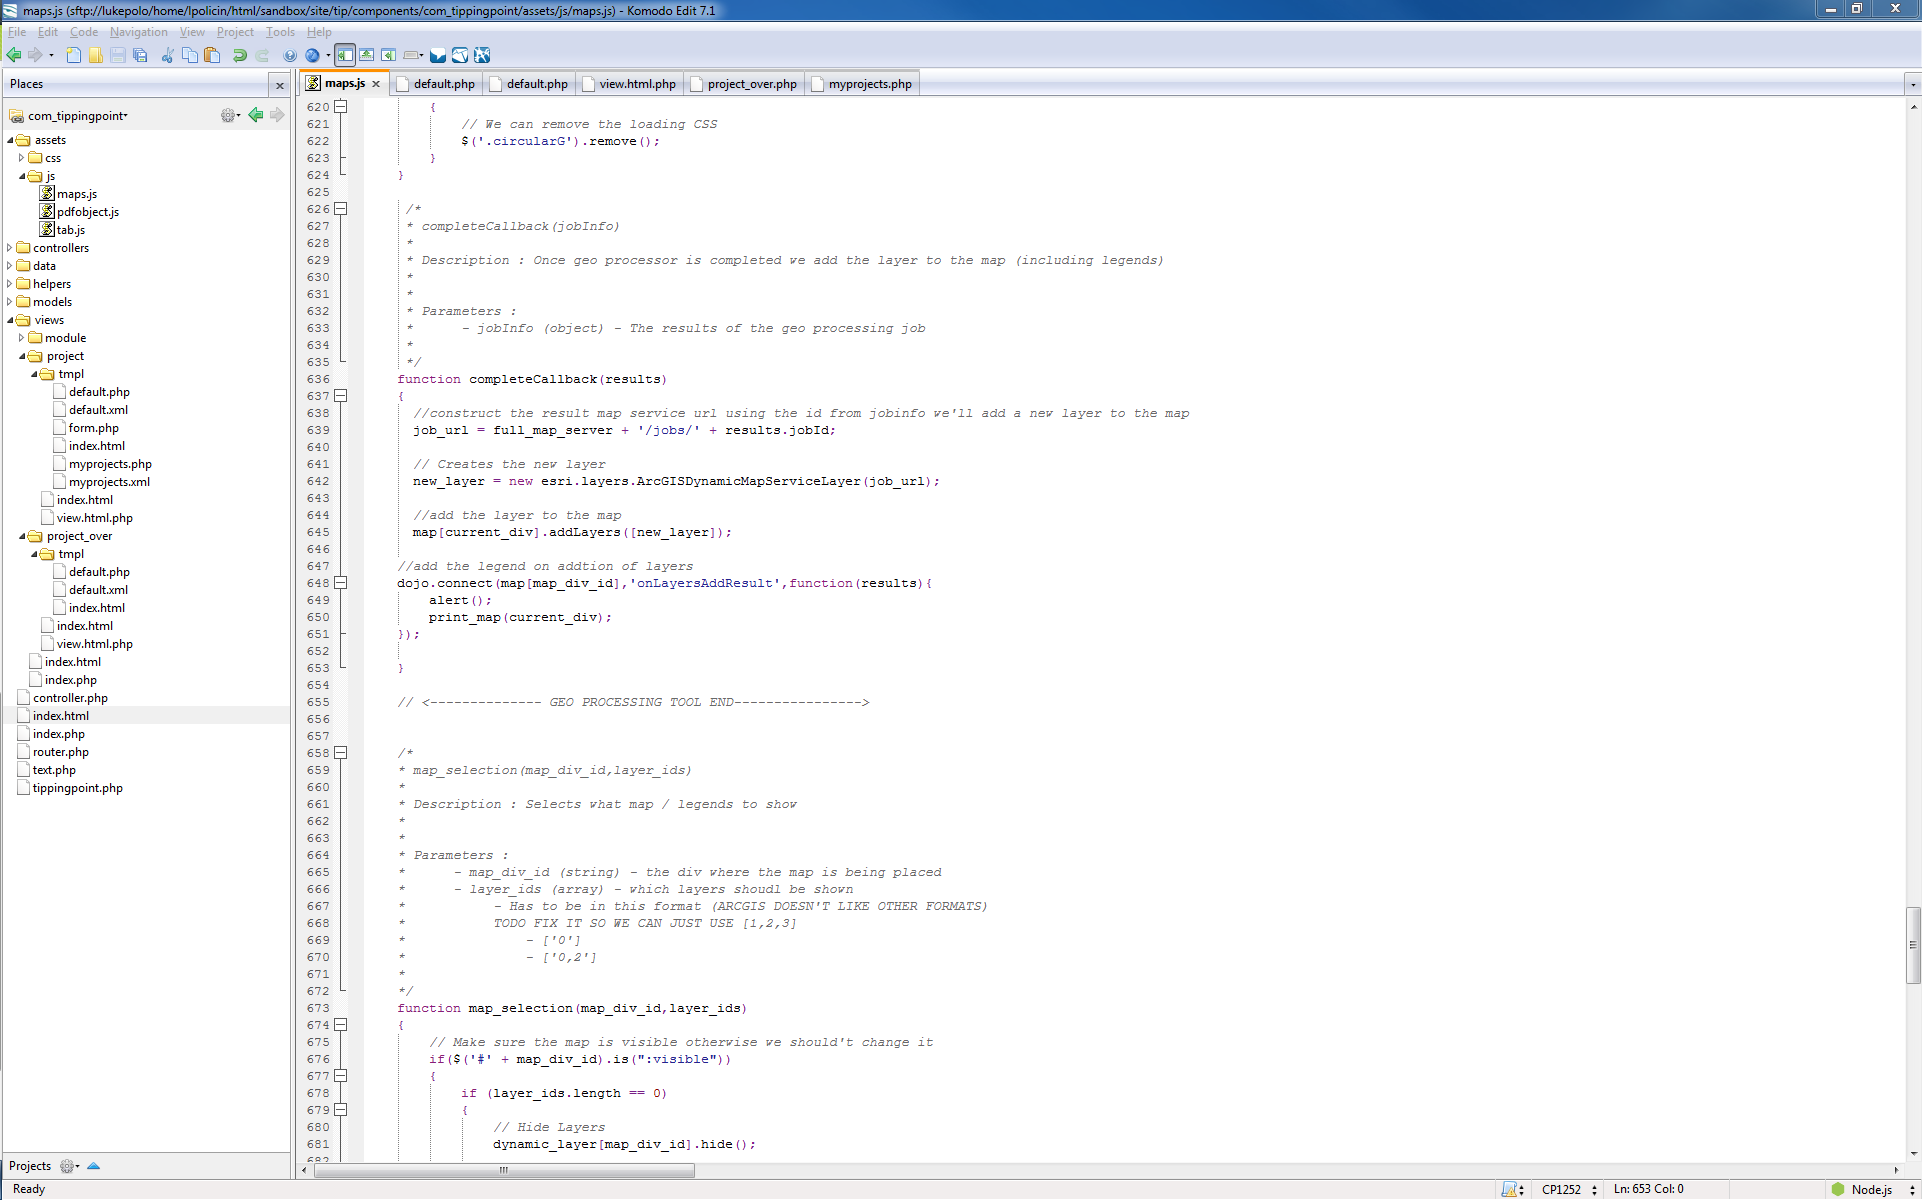 maps.js (sftp://lukepolo/home/lpolicin/html/sandbox/site/tip/components/com_tippingpoint/assets/js/maps.js) - Komodo Edit 7.1
File Edit Code Navigation View Project Tools Help
Places
com_tippingpoint
assets
css
js
maps.js
pdfobject.js
tab.js
controllers
data
helpers
models
views
module
project
tmpl
default.php
default.xml
form.php
index.html
myprojects.php
myprojects.xml
index.html
view.html.php
project_over
tmpl
default.php
default.xml
index.html
index.html
view.html.php
index.html
index.php
controller.php
index.html
index.php
router.php
text.php
tippingpoint.php
Projects
maps.js default.php default.php view.html.php project_over.php myprojects.php
620 {
621 // We can remove the loading CSS
622 $('.circularG').remove();
623 }
624 }
625
626 /*
627 * completeCallback(jobInfo)
628 *
629 * Description : Once geo processor is completed we add the layer to the map (including legends)
630 *
631 *
632 * Parameters :
633 * - jobInfo (object) - The results of the geo processing job
634 *
635 */
636 function completeCallback(results)
637 {
638 //construct the result map service url using the id from jobinfo we'll add a new layer to the map
639 job_url = full_map_server + '/jobs/' + results.jobId;
640
641 // Creates the new layer
642 new_layer = new esri.layers.ArcGISDynamicMapServiceLayer(job_url);
643
644 //add the layer to the map
645 map[current_div].addLayers([new_layer]);
646
647 //add the legend on addtion of layers
648 dojo.connect(map[map_div_id],'onLayersAddResult',function(results){
649 alert();
650 print_map(current_div);
651 });
652
653 }
654
655 // <-------------- GEO PROCESSING TOOL END---------------->
656
657
658 /*
659 * map_selection(map_div_id,layer_ids)
660 *
661 * Description : Selects what map / legends to show
662 *
663 *
664 * Parameters :
665 * - map_div_id (string) - the div where the map is being placed
666 * - layer_ids (array) - which layers shoudl be shown
667 * - Has to be in this format (ARCGIS DOESN'T LIKE OTHER FORMATS)
668 * TODO FIX IT SO WE CAN JUST USE [1,2,3]
669 * - ['0']
670 * - ['0,2']
671 *
672 */
673 function map_selection(map_div_id,layer_ids)
674 {
675 // Make sure the map is visible otherwise we should't change it
676 if($('#' + map_div_id).is(":visible"))
677 {
678 if (layer_ids.length == 0)
679 {
680 // Hide Layers
681 dynamic_layer[map_div_id].hide();
682
Ready
CP1252
Ln: 653 Col: 0
Node.js